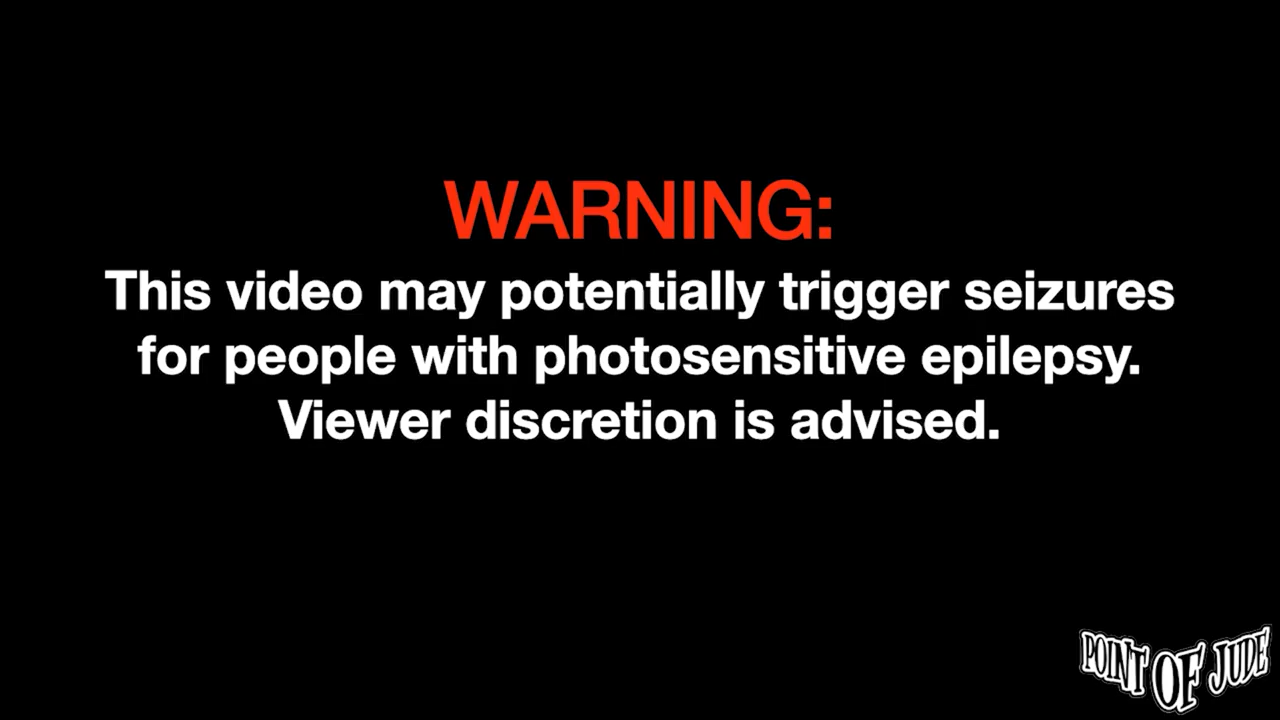 WARNING:
This video may potentially trigger seizures
for people with photosensitive epilepsy.
Viewer discretion is advised.
POINT OF JUDE